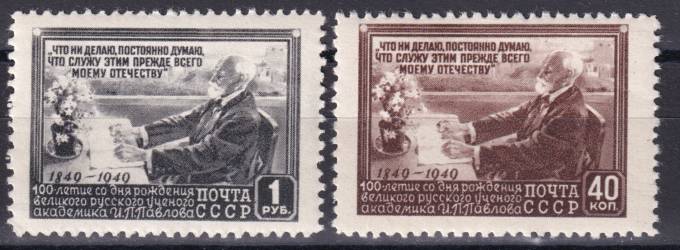 „ЧТО НИ ДЕЛАЮ, ПОСТОЯННО ДУМАЮ,
ЧТО СЛУЖУ ЭТИМ ПРЕЖДЕ ВСЕГО
МОЕМУ ОТЕЧЕСТВУ"
1849-1949
100-летие со дня рождения
великого русского ученого
академика И.П.Павлова
ПОЧТА
СССР
1
РУБ.
„ЧТО НИ ДЕЛАЮ, ПОСТОЯННО ДУМАЮ,
ЧТО СЛУЖУ ЭТИМ ПРЕЖДЕ ВСЕГО
МОЕМУ ОТЕЧЕСТВУ"
1849-1949
100-летие со дня рождения
великого русского ученого
академика И.П.Павлова
ПОЧТА
СССР
40
КОП.